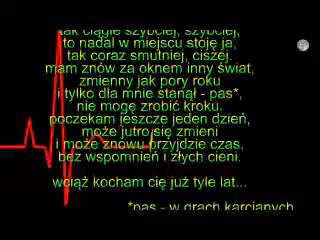 tak ciągle szybciej, szybciej,
to nadal w miejscu stoję ja,
tak coraz smutniej, ciszej.
mam znów za oknem inny świat,
zmienny jak pory roku
i tylko dla mnie stanął - pas*,
nie mogę zrobić kroku.
poczekam jeszcze jeden dzień,
może jutro się zmieni
i może znowu przyjdzie czas,
bez wspomnień i złych cieni.
wciąż kocham cię już tyle lat...
*pas - w grach karcianych